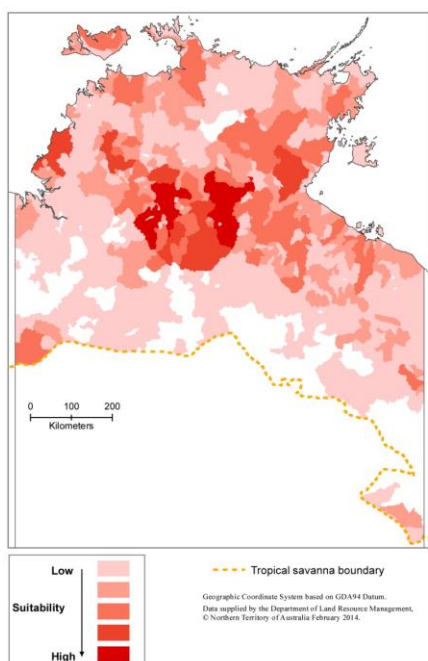 0 100 200
Kilometers
Low
Suitability
High
Tropical savanna boundary
Geographic Coordinate System based on GDA94 Datum.
Data supplied by the Department of Land Resource Management,
© Northern Territory of Australia February 2014.